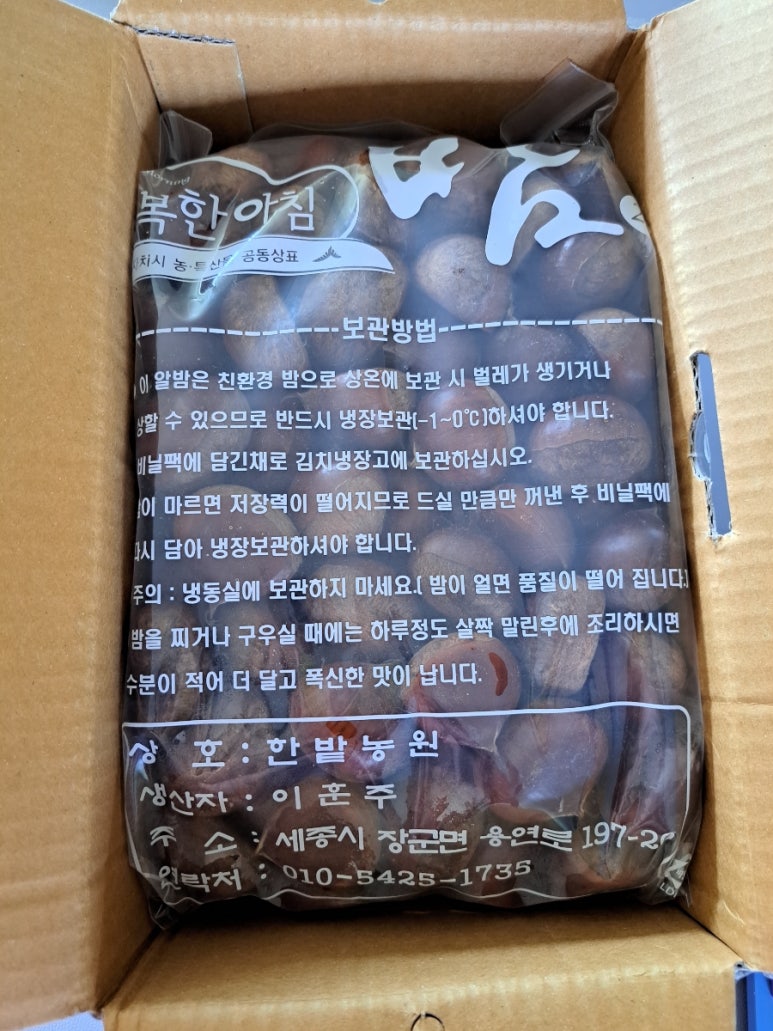 밤
복한아침
치시 농·특산물 공동상표
보관방법
이 알밤은 친환경 밤으로 상온에 보관 시 벌레가 생기거나
상할 수 있으므로 반드시 냉장보관(-1~0℃)하셔야 합니다.
비닐팩에 담긴채로 김치냉장고에 보관하십시오.
이 마르면 저장력이 떨어지므로 드실 만큼만 꺼낸 후 비닐팩에
다시 담아 냉장보관하셔야 합니다.
주의 : 냉동실에 보관하지 마세요.( 밤이 얼면 품질이 떨어 집니다.)
밤을 찌거나 구우실 때에는 하루정도 살짝 말린후에 조리하시면
수분이 적어 더 달고 폭신한 맛이 납니다.
상 호 : 한밭농원
생산자 : 이훈주
주 소 : 세종시 장군면 용연로 197-2
연락처 : 010-5425-1735